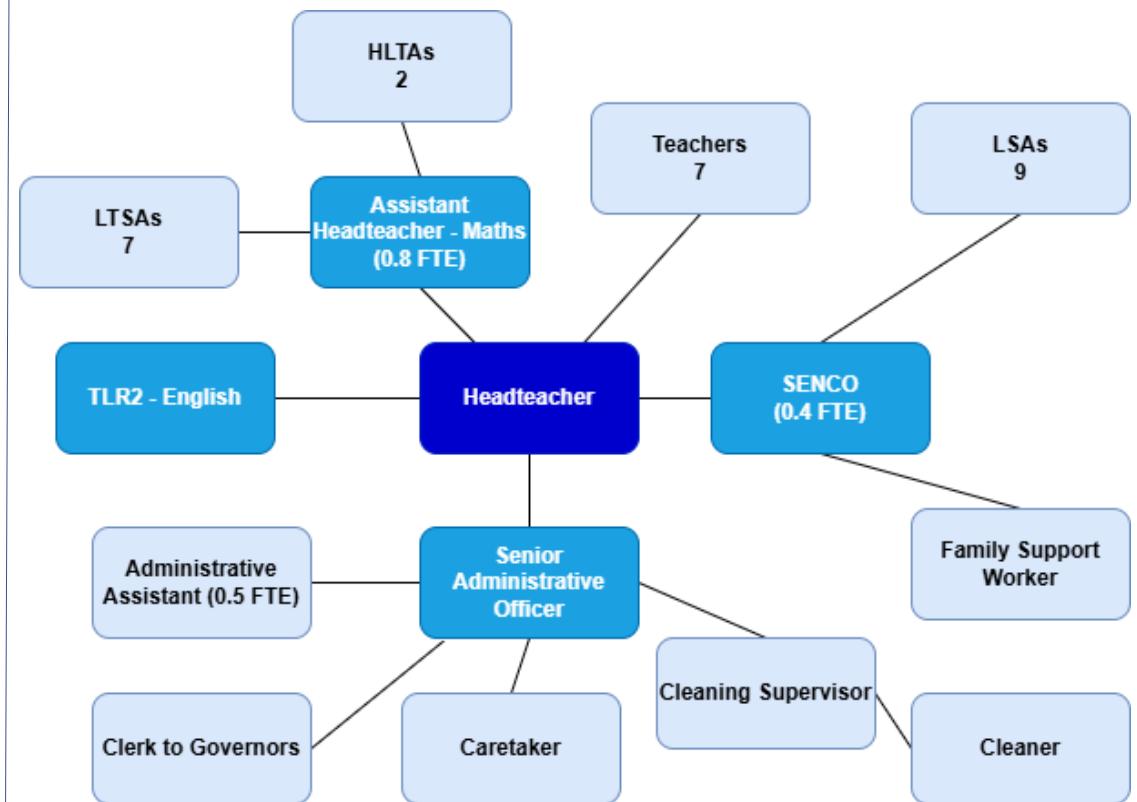 HLTAs
2
Teachers
7
LSAs
9
LTSAs
7
Assistant
Headteacher - Maths
(0.8 FTE)
TLR2 - English
Headteacher
SENCO
(0.4 FTE)
Administrative
Assistant (0.5 FTE)
Senior
Administrative
Officer
Family Support
Worker
Clerk to Governors
Caretaker
Cleaning Supervisor
Cleaner